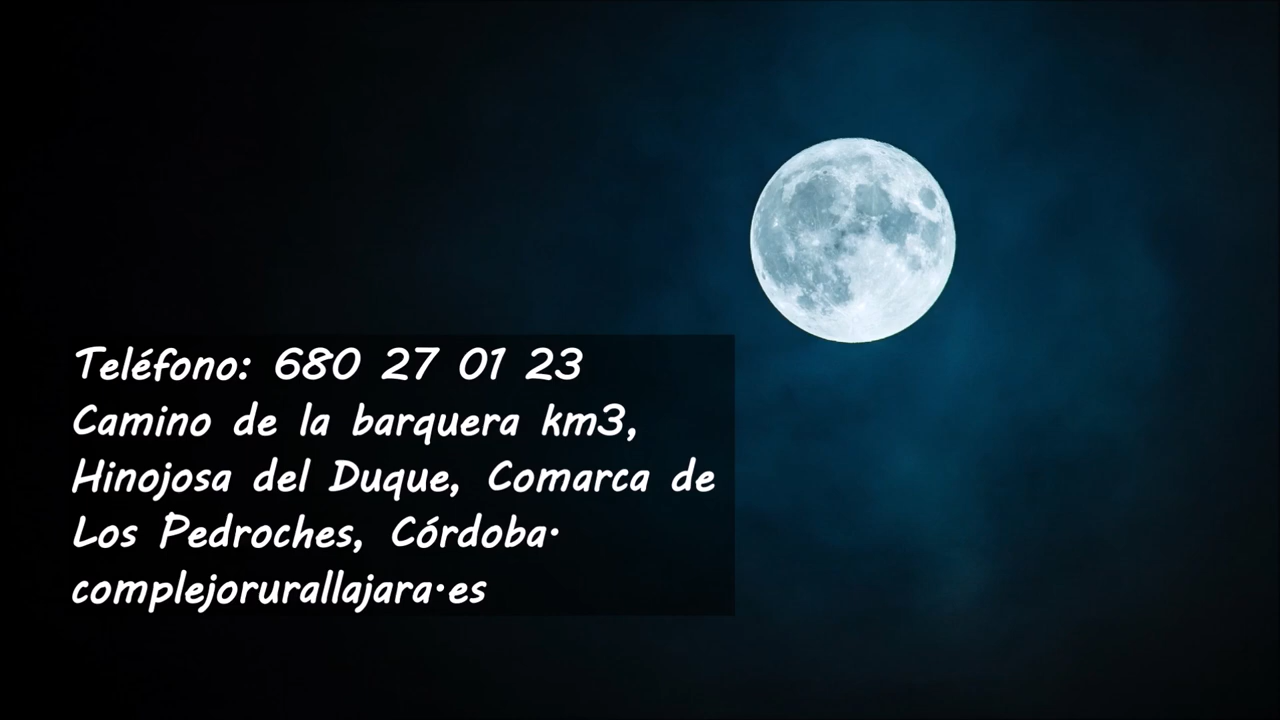 Teléfono: 680 27 01 23
Camino de la barquera km3,
Hinojosa del Duque, Comarca de
Los Pedroches, Córdoba.
complejorurallajara.es